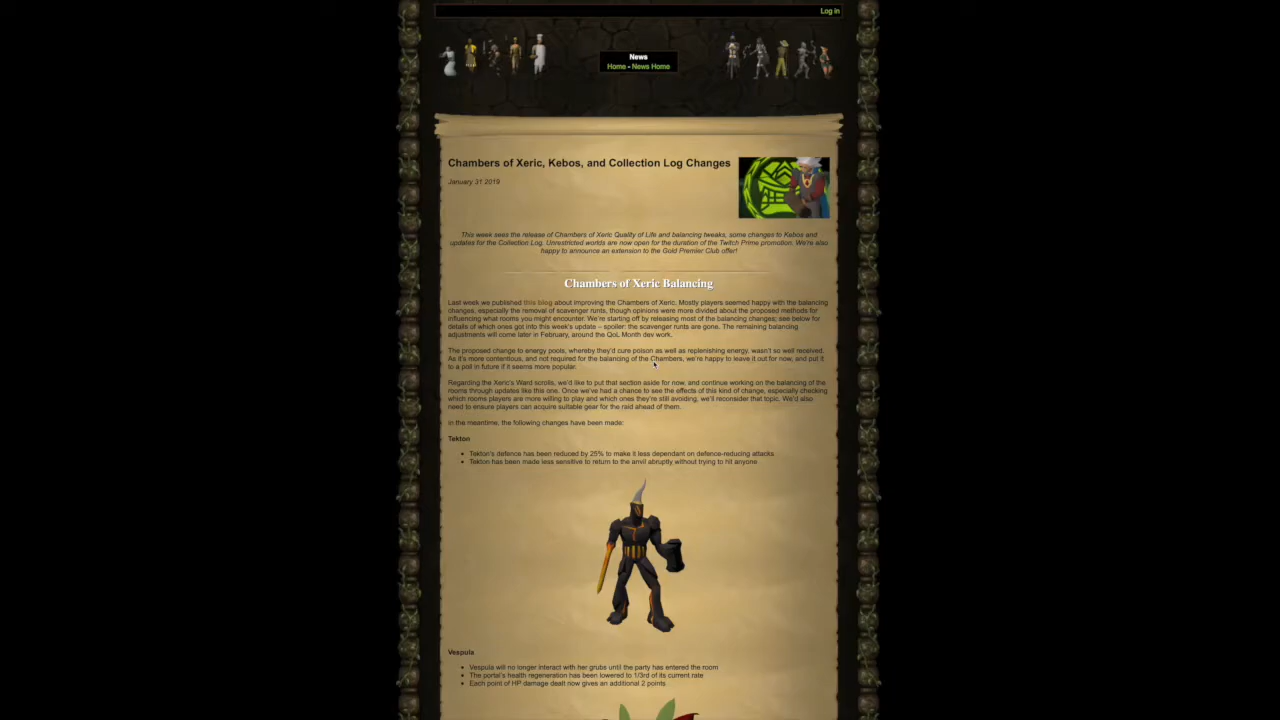 Log in
News
Home - News Home
Chambers of Xeric, Kebos, and Collection Log Changes
January 31 2019
This week sees the release of Chambers of Xeric Quality of Life and balancing tweaks, some changes to Kebos and
updates for the Collection Log. Unrestricted worlds are now open for the duration of the Twitch Prime promotion. We're also
happy to announce an extension to the Gold Premier Club offer!
Chambers of Xeric Balancing
Last week we published this blog about improving the Chambers of Xeric. Mostly players seemed happy with the balancing
changes, especially the removal of scavenger runts, though opinions were more divided about the proposed methods for
influencing what rooms you might encounter. We're starting off by releasing most of the balancing changes; see below for
details of which ones got into this week's update – spoiler: the scavenger runts are gone. The remaining balancing
adjustments will come later in February, around the QoL Month dev work.
The proposed change to energy pools, whereby they'd cure poison as well as replenishing energy, wasn't so well received.
As it's more contentious, and not required for the balancing of the Chambers, we're happy to leave it out for now, and put it
to a poll in future if it seems more popular.
Regarding the Xeric's Ward scrolls, we'd like to put that section aside for now, and continue working on the balancing of the
rooms through updates like this one. Once we've had a chance to see the effects of this kind of change, especially checking
which rooms players are more willing to play and which ones they're still avoiding, we'll reconsider that topic. We'd also
need to ensure players can acquire suitable gear for the raid ahead of them.
In the meantime, the following changes have been made:
Tekton
• Tekton's defence has been reduced by 25% to make it less dependant on defence-reducing attacks
• Tekton has been made less sensitive to return to the anvil abruptly without trying to hit anyone
Vespula
• Vespula will no longer interact with her grubs until the party has entered the room
• The portal's health regeneration has been lowered to 1/3rd of its current rate
• Each point of HP damage dealt now gives an additional 2 points